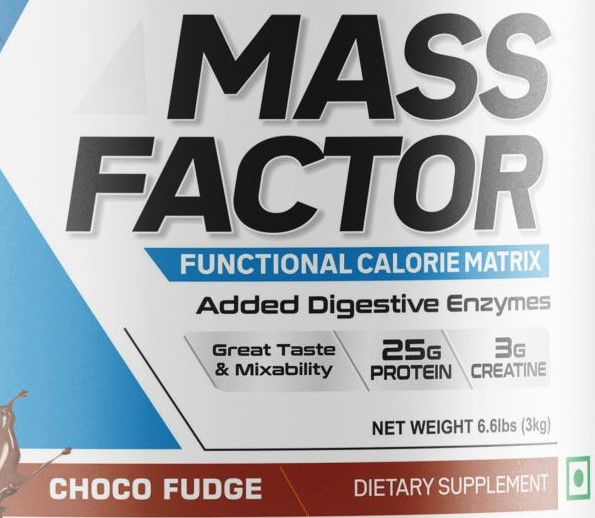 MASS
FACTOR
FUNCTIONAL CALORIE MATRIX
Added Digestive Enzymes
Great Taste
& Mixability
25G
PROTEIN
3G
CREATINE
NET WEIGHT 6.6lbs (3kg)
CHOCO FUDGE
DIETARY SUPPLEMENT